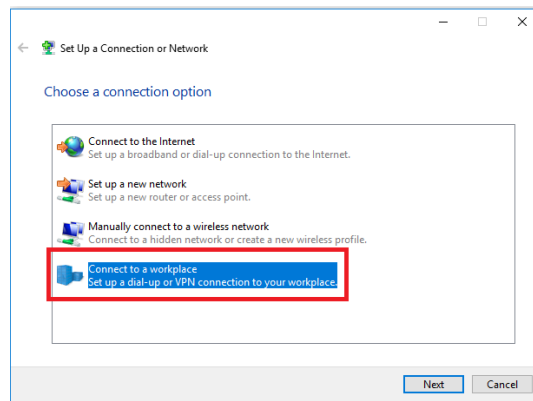 Set Up a Connection or Network
Choose a connection option
Connect to the Internet
Set up a broadband or dial-up connection to the Internet.
Set up a new network
Set up a new router or access point.
Manually connect to a wireless network
Connect to a hidden network or create a new wireless profile.
Connect to a workplace
Set up a dial-up or VPN connection to your workplace.
Next Cancel